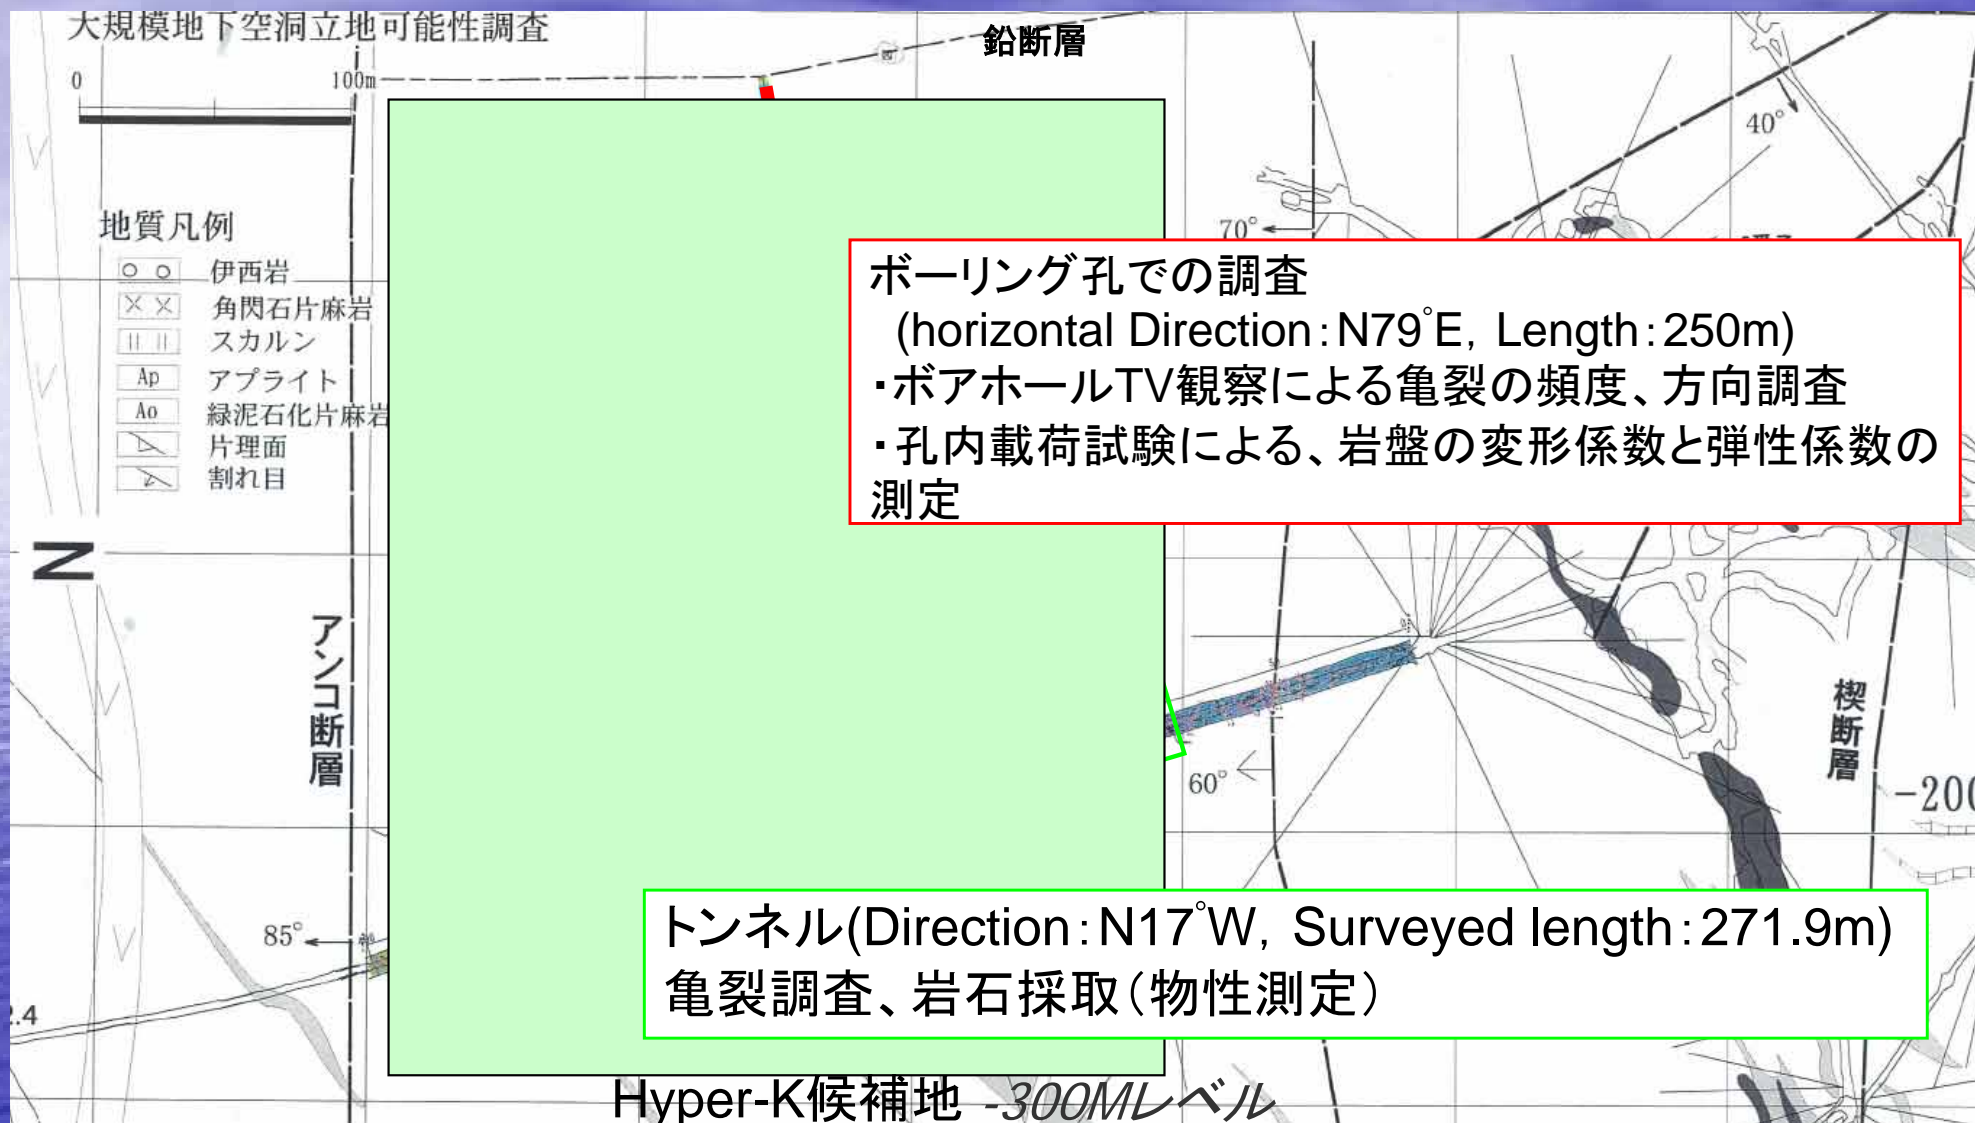 大規模地下空洞立地可能性調査
鉛断層
0
100m
40°
地質凡例
70°
伊西岩
角閃石片麻岩
スカルン
Ap アプライト
Ao 緑泥石化片麻岩
片理面
割れ目
ボーリング孔での調査
(horizontal Direction:N79°E, Length:250m)
・ボアホールTV観察による亀裂の頻度、方向調査
・孔内載荷試験による、岩盤の変形係数と弾性係数の
測定
N
アンコ断層
楔断層
60°
-200
85°
トンネル(Direction:N17°W, Surveyed length:271.9m)
亀裂調査、岩石採取(物性測定)
.4
Hyper-K候補地 -300Mレベル